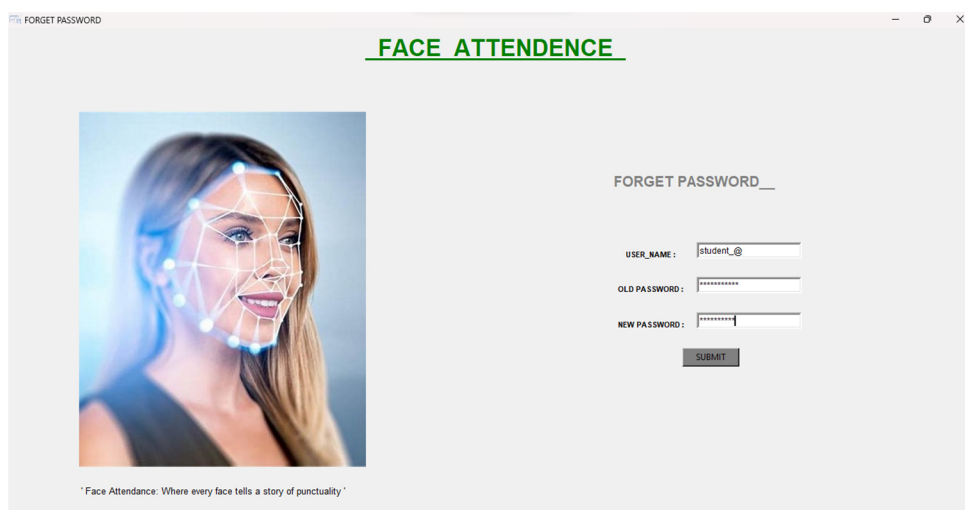 FORGET PASSWORD
FACE ATTENDENCE
FORGET PASSWORD__
USER_NAME : student_@
OLD PASSWORD : ***********
NEW PASSWORD : **********
SUBMIT
' Face Attendance: Where every face tells a story of punctuality '